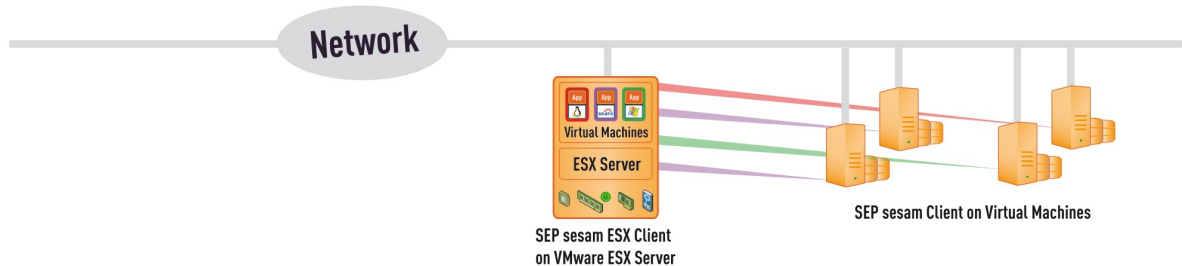 Network
App App App
solaris
Virtual Machines
ESX Server
SEP sesam ESX Client
on VMware ESX Server
SEP sesam Client on Virtual Machines